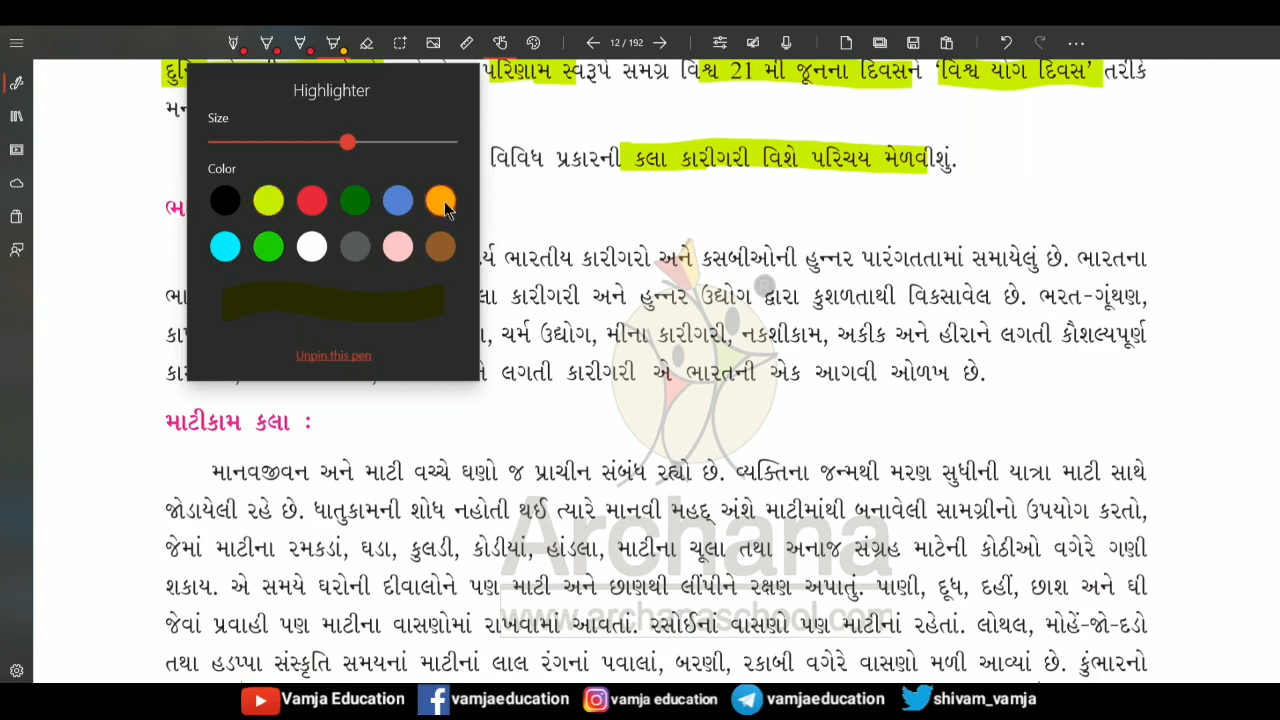 12 / 192
પરિણામ સ્વરૂપે સમગ્ર વિશ્વ 21 મી જૂનના દિવસને ‘વિશ્વ યોગ દિવસ’ તરીકે
Highlighter
Size
Color
વિવિધ પ્રકારની કલા કારીગરી વિશે પરિચય મેળવીશું.
ભારતીય કારીગરો અને કસબીઓની હુન્નર પારંગતતામાં સમાયેલું છે. ભારતના
કારીગરી અને હુન્નર ઉદ્યોગ દ્વારા કુશળતાથી વિકસાવેલ છે. ભરત-ગૂંથણ,
ચર્મ ઉદ્યોગ, મીના કારીગરી, નકશીકામ, અકીક અને હીરાને લગતી કૌશલ્યપૂર્ણ
Unpin this pen
લગતી કારીગરી એ ભારતની એક આગવી ઓળખ છે.
માટીકામ કલા :
માનવજીવન અને માટી વચ્ચે ઘણો જ પ્રાચીન સંબંધ રહ્યો છે. વ્યક્તિના જન્મથી મરણ સુધીની યાત્રા માટી સાથે
જોડાયેલી રહે છે. ધાતુકામની શોધ નહોતી થઈ ત્યારે માનવી મહદ્ અંશે માટીમાંથી બનાવેલી સામગ્રીનો ઉપયોગ કરતો,
જેમાં માટીના રમકડાં, ઘડા, કુલડી, કોડીયાં, હાંડલા, માટીના ચૂલા તથા અનાજ સંગ્રહ માટેની કોઠીઓ વગેરે ગણી
શકાય. એ સમયે ઘરોની દીવાલોને પણ માટી અને છાણથી લીંપીને રક્ષણ અપાતું. પાણી, દૂધ, દહીં, છાશ અને ઘી
જેવાં પ્રવાહી પણ માટીના વાસણોમાં રાખવામાં આવતાં. રસોઈનાં વાસણો પણ માટીનાં રહેતાં. લોથલ, મોહેં-જો-દડો
તથા હડપ્પા સંસ્કૃતિ સમયનાં માટીનાં લાલ રંગનાં પવાલાં, બરણી, રકાબી વગેરે વાસણો મળી આવ્યાં છે. કુંભારનો
Archana
www.archanaschool.com
Vamja Education vamjaeducation vamja education vamjaeducation shivam_vamja